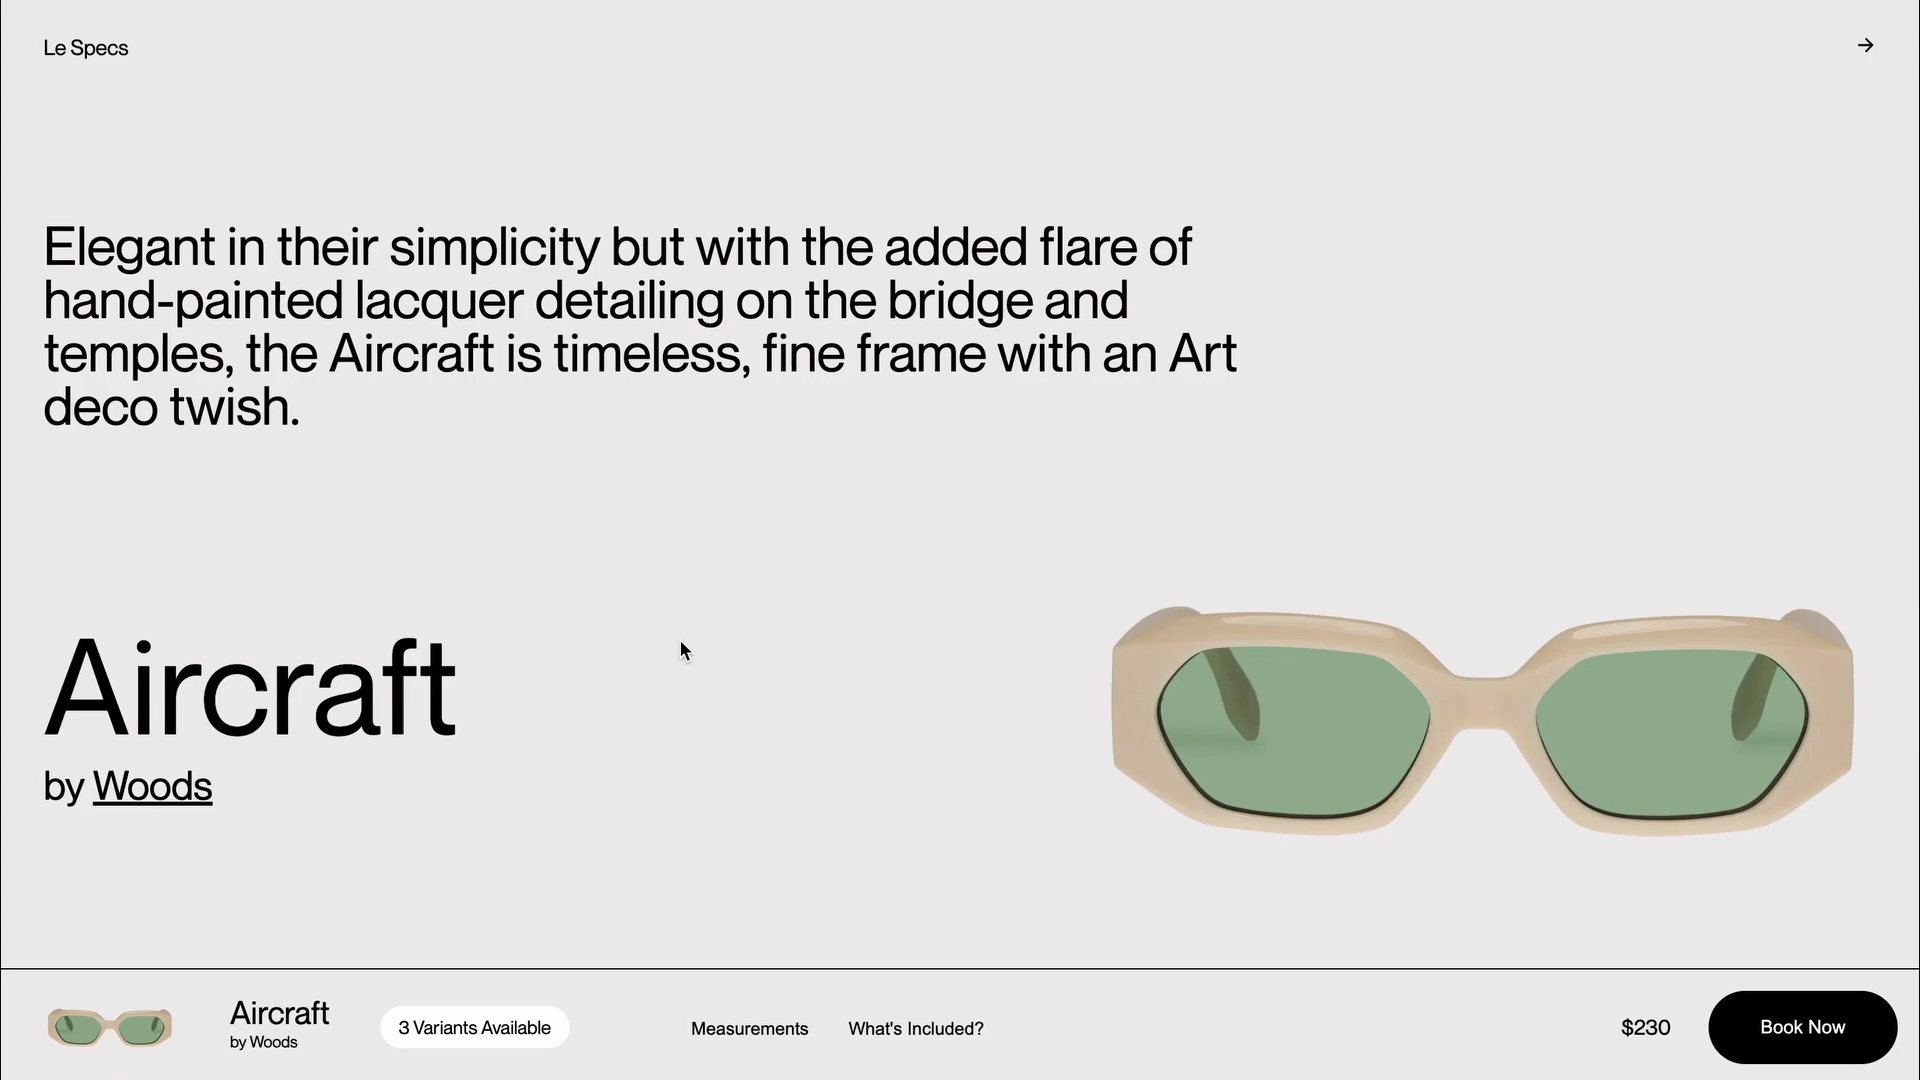 Le Specs
→
Elegant in their simplicity but with the added flare of
hand-painted lacquer detailing on the bridge and
temples, the Aircraft is timeless, fine frame with an Art
deco twish.
Aircraft
by Woods
Aircraft
by Woods
3 Variants Available
Measurements
What's Included?
$230
Book Now